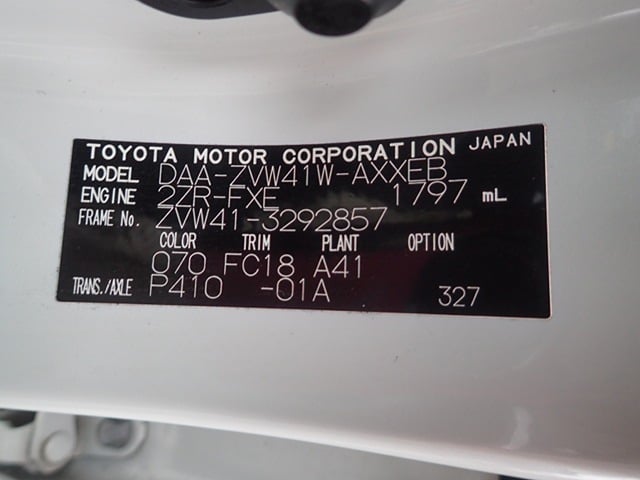 TOYOTA MOTOR CORPORATION JAPAN
MODEL DAA-ZVW41W-AXXEB
ENGINE 2ZR-FXE 1797 mL
FRAME No. ZVW41-3292857
COLOR TRIM PLANT OPTION
070 FC18 A41
TRANS./AXLE P410 -01A 327